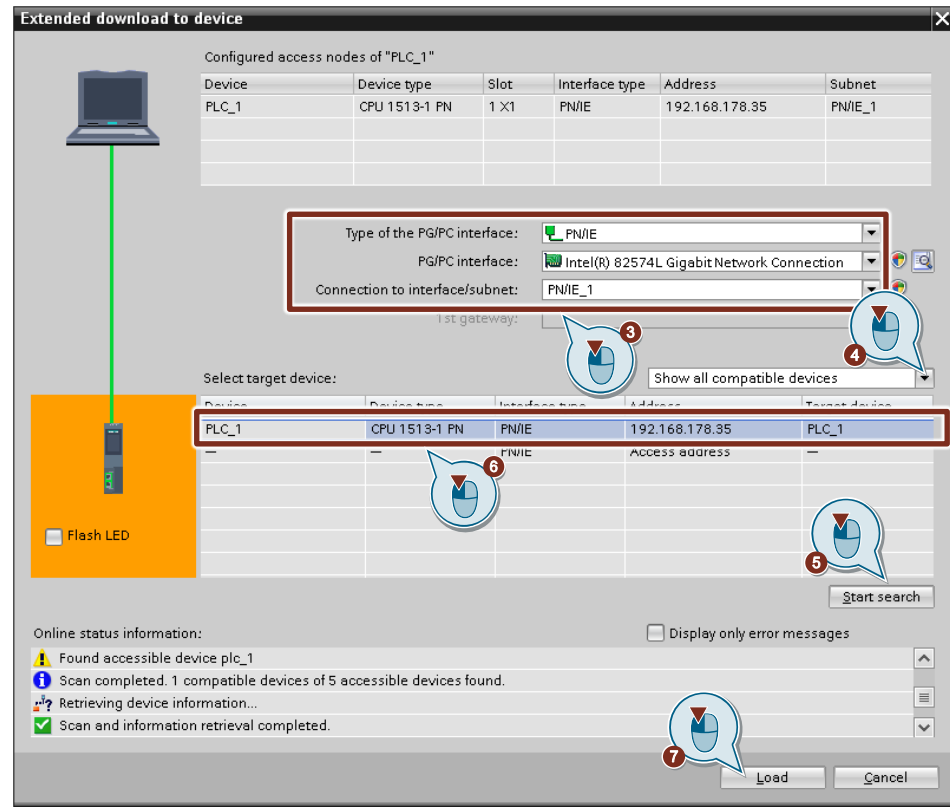 Extended download to device
Configured access nodes of "PLC_1"
Device Device type Slot Interface type Address Subnet
PLC_1 CPU 1513-1 PN 1 X1 PN/IE 192.168.178.35 PN/IE_1
Type of the PG/PC interface: PN/IE
PG/PC interface: Intel(R) 82574L Gigabit Network Connection
Connection to interface/subnet: PN/IE_1
1st gateway:
3
4
Select target device: Show all compatible devices
Device Device type Interface type Address Target device
PLC_1 CPU 1513-1 PN PN/IE 192.168.178.35 PLC_1
— — PN/IE Access address —
6
Flash LED
5
Start search
Online status information: Display only error messages
Found accessible device plc_1
Scan completed. 1 compatible devices of 5 accessible devices found.
Retrieving device information...
Scan and information retrieval completed.
7
Load Cancel